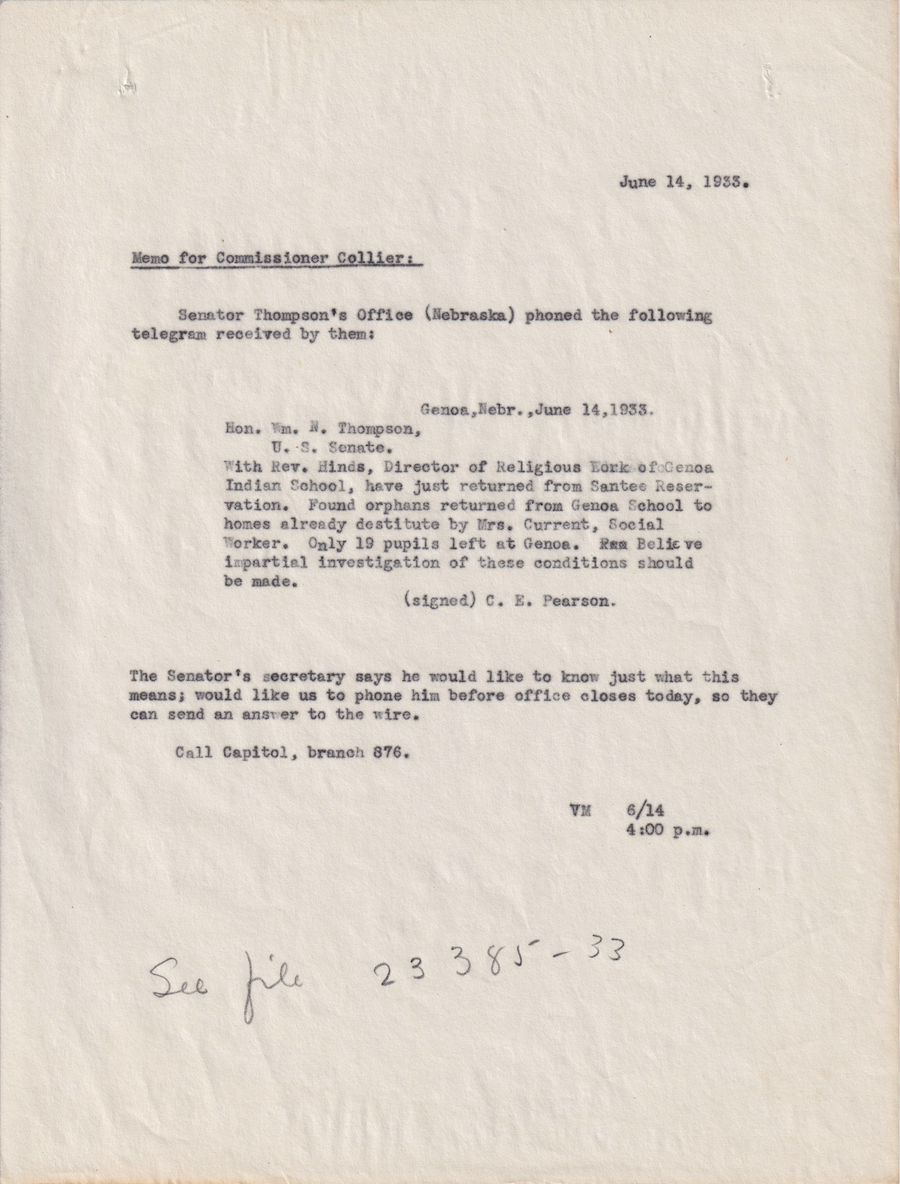 June 14, 1933.
Memo for Commissioner Collier:
Senator Thompson's Office (Nebraska) phoned the following
telegram received by them:
Genoa,Nebr.,June 14,1933.
Hon. Wm. N. Thompson,
U. S. Senate.
With Rev. Hinds, Director of Religious Work of Genoa
Indian School, have just returned from Santee Reser-
vation. Found orphans returned from Genoa School to
homes already destitute by Mrs. Current, Social
Worker. Only 19 pupils left at Genoa. Believe
impartial investigation of these conditions should
be made.
(signed) C. E. Pearson.
The Senator's secretary says he would like to know just what this
means; would like us to phone him before office closes today, so they
can send an answer to the wire.
Call Capitol, branch 876.
VM 6/14
4:00 p.m.
See file 23385-33